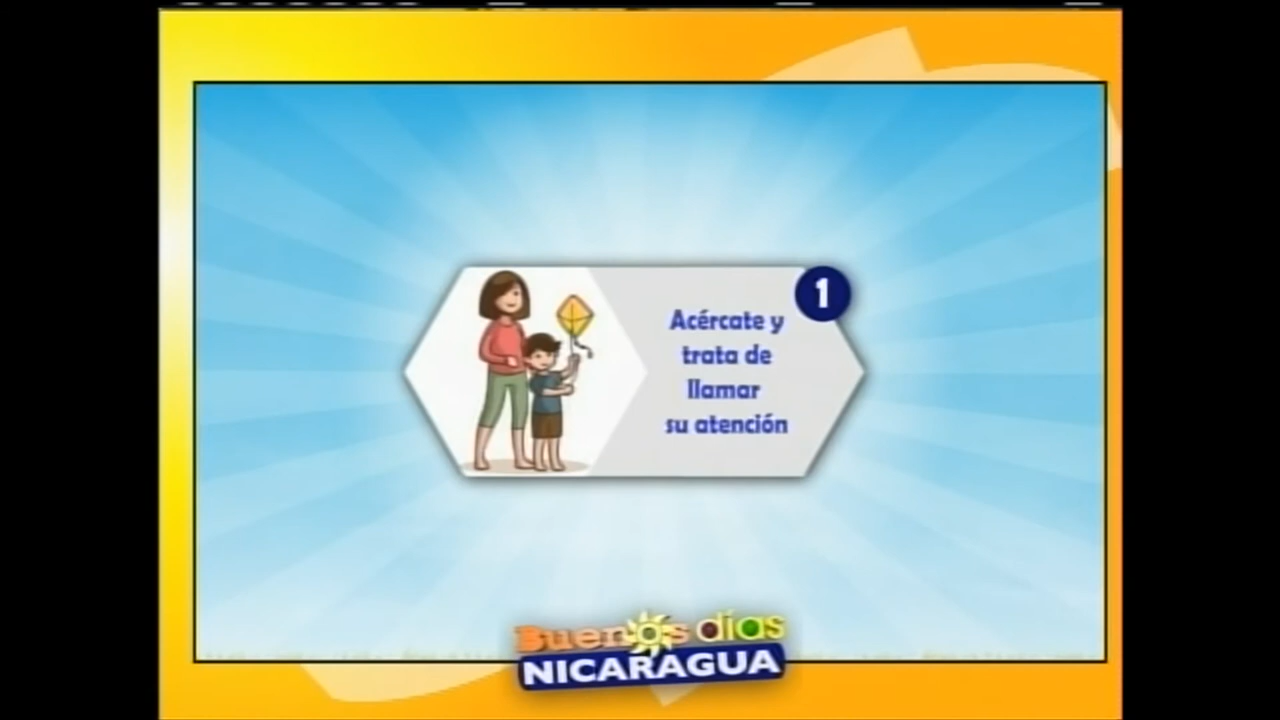 1
Acércate y
trata de
llamar
su atención
Buenos días
NICARAGUA